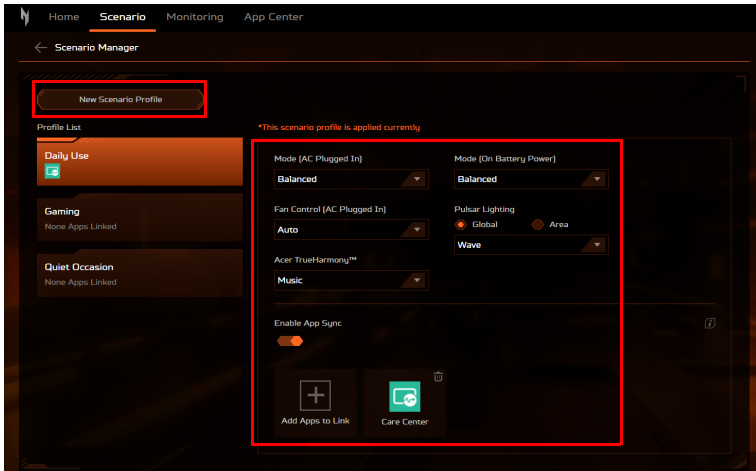 Home Scenario Monitoring App Center
Scenario Manager
New Scenario Profile
Profile List
Daily Use
Gaming
None Apps Linked
Quiet Occasion
None Apps Linked
*This scenario profile is applied currently
Mode (AC Plugged In)
Balanced
Mode (On Battery Power)
Balanced
Fan Control (AC Plugged In)
Auto
Pulsar Lighting
Global Area
Wave
Acer TrueHarmony™
Music
Enable App Sync
Add Apps to Link
Care Center